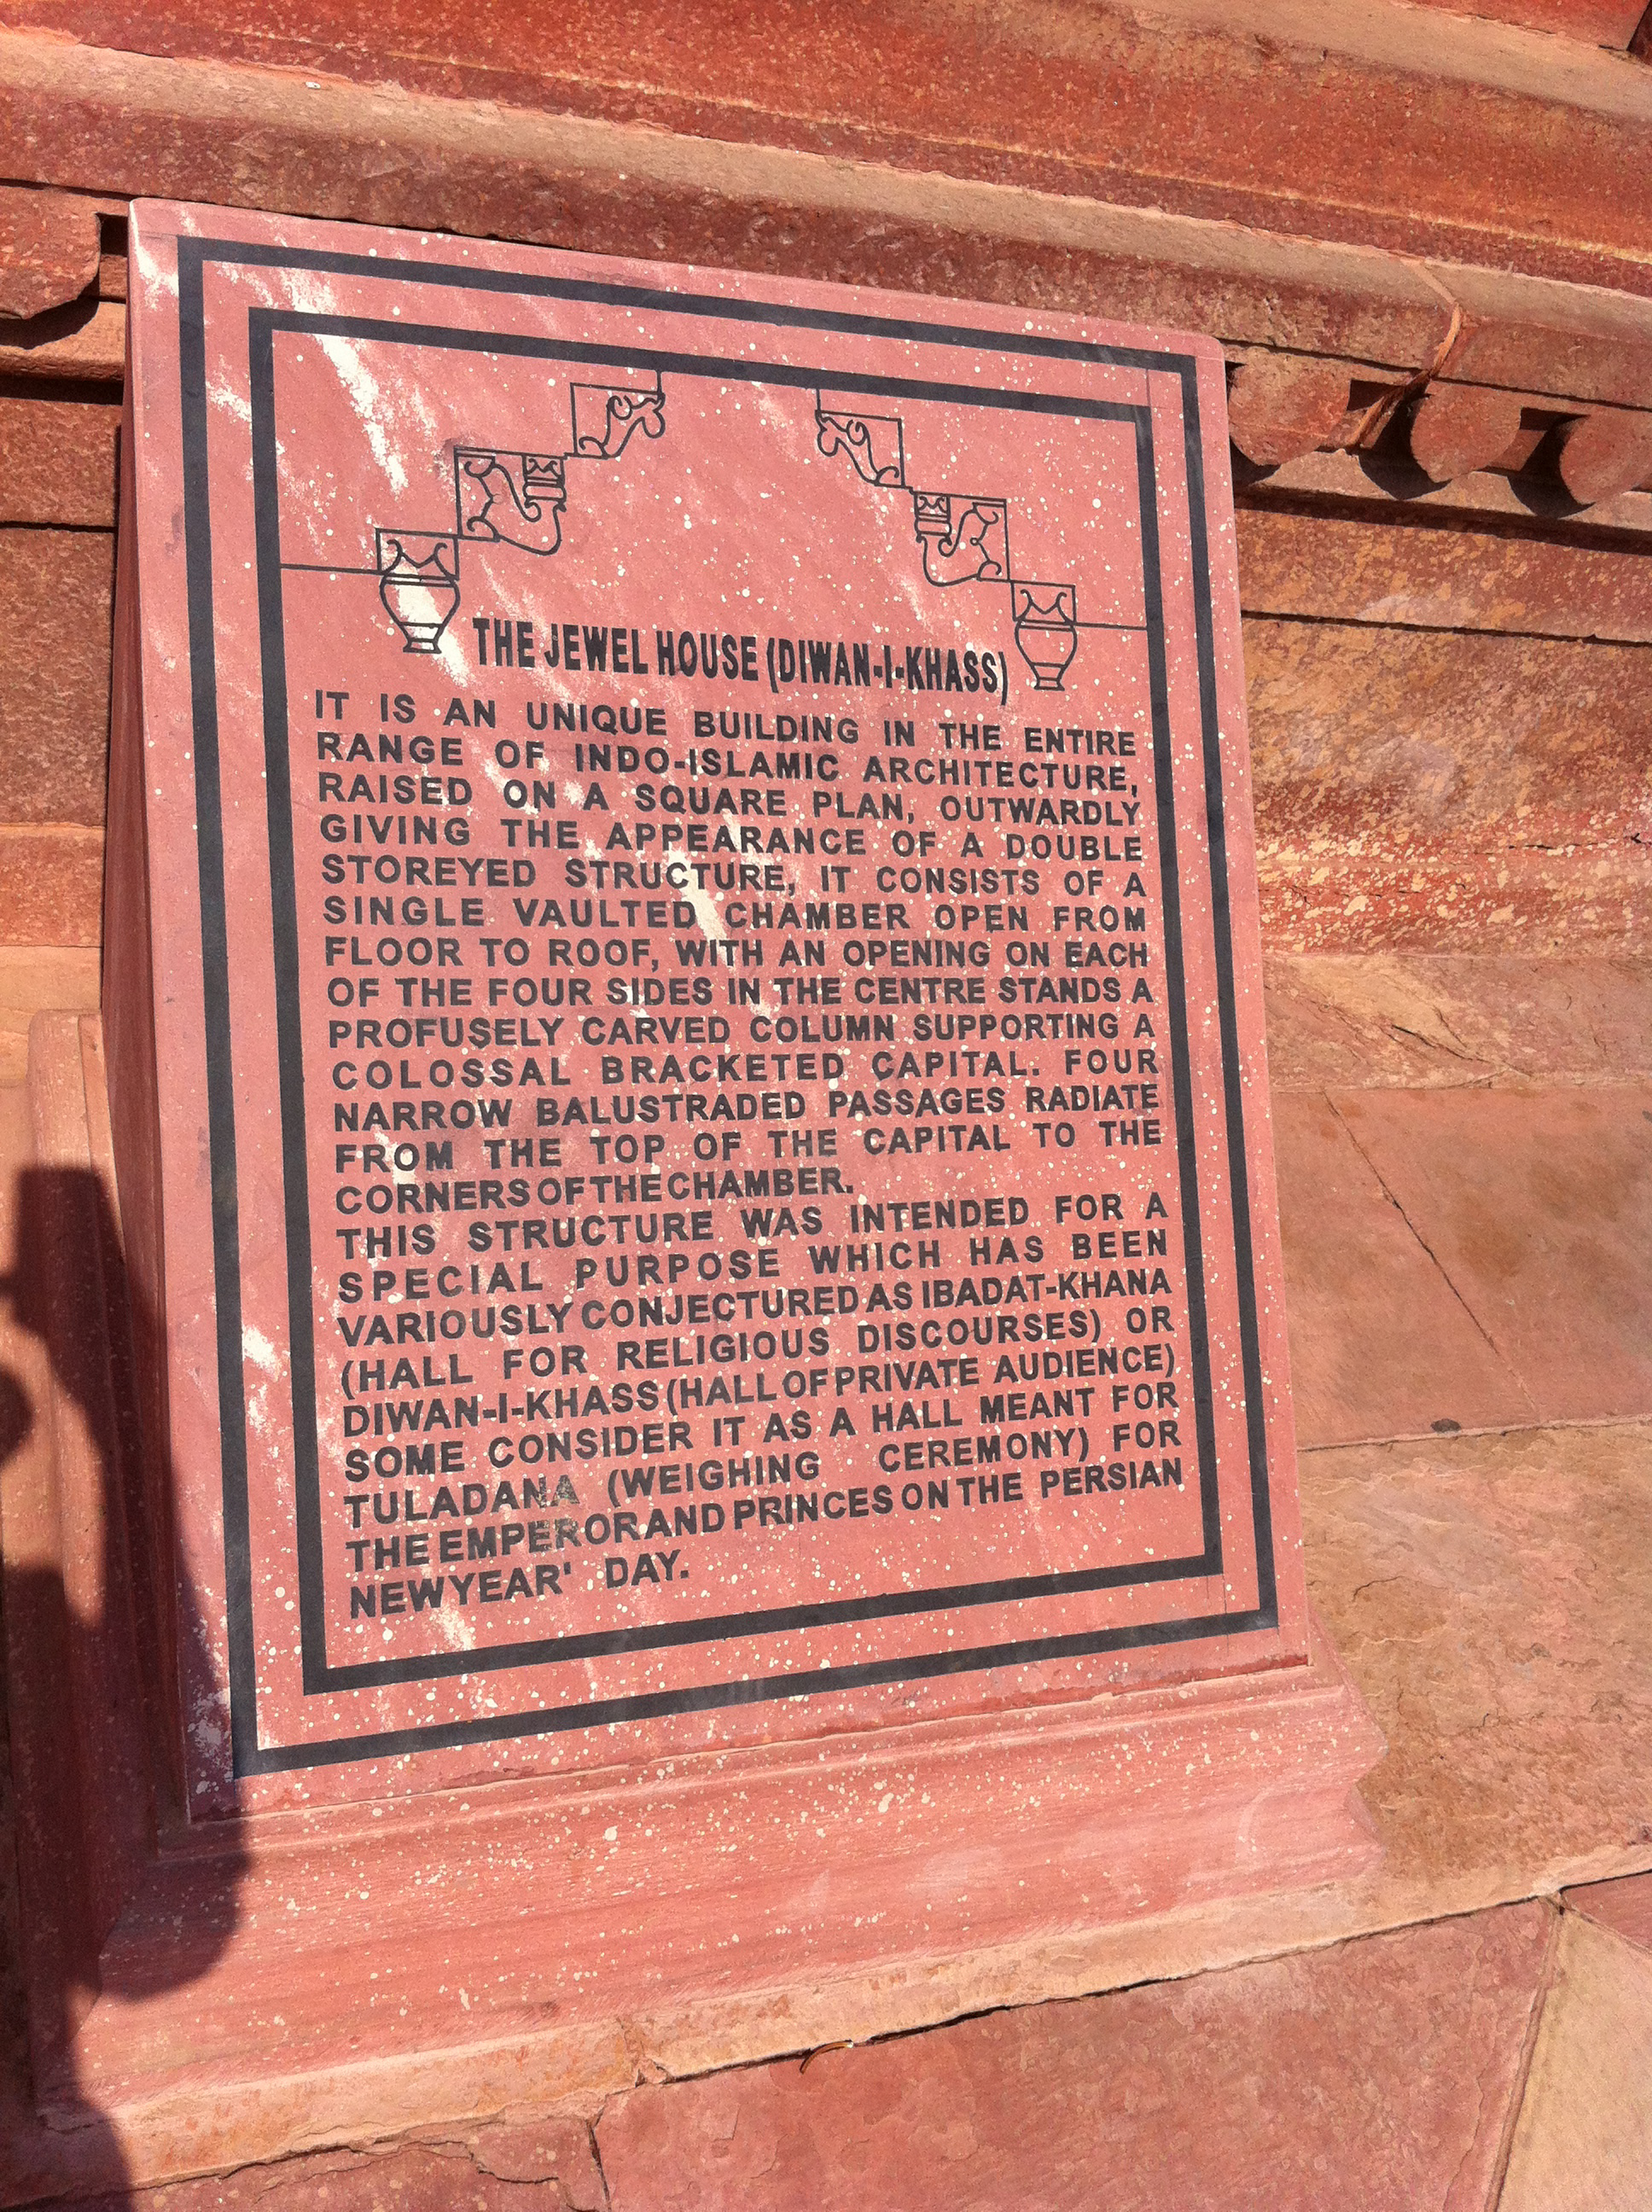 THE JEWEL HOUSE (DIWAN-I-KHASS)
IT IS AN UNIQUE BUILDING IN THE ENTIRE
RANGE OF INDO-ISLAMIC ARCHITECTURE,
RAISED ON A SQUARE PLAN, OUTWARDLY
GIVING THE APPEARANCE OF A DOUBLE
STOREYED STRUCTURE, IT CONSISTS OF A
SINGLE VAULTED CHAMBER OPEN FROM
FLOOR TO ROOF, WITH AN OPENING ON EACH
OF THE FOUR SIDES IN THE CENTRE STANDS A
PROFUSELY CARVED COLUMN SUPPORTING A
COLOSSAL BRACKETED CAPITAL. FOUR
NARROW BALUSTRADED PASSAGES RADIATE
FROM THE TOP OF THE CAPITAL TO THE
CORNERS OF THE CHAMBER.
THIS STRUCTURE WAS INTENDED FOR A
SPECIAL PURPOSE WHICH HAS BEEN
VARIOUSLY CONJECTURED AS IBADAT-KHANA
(HALL FOR RELIGIOUS DISCOURSES) OR
DIWAN-I-KHASS (HALL OF PRIVATE AUDIENCE)
SOME CONSIDER IT AS A HALL MEANT FOR
TULADANA (WEIGHING CEREMONY) FOR
THE EMPEROR AND PRINCES ON THE PERSIAN
NEW YEAR' DAY.